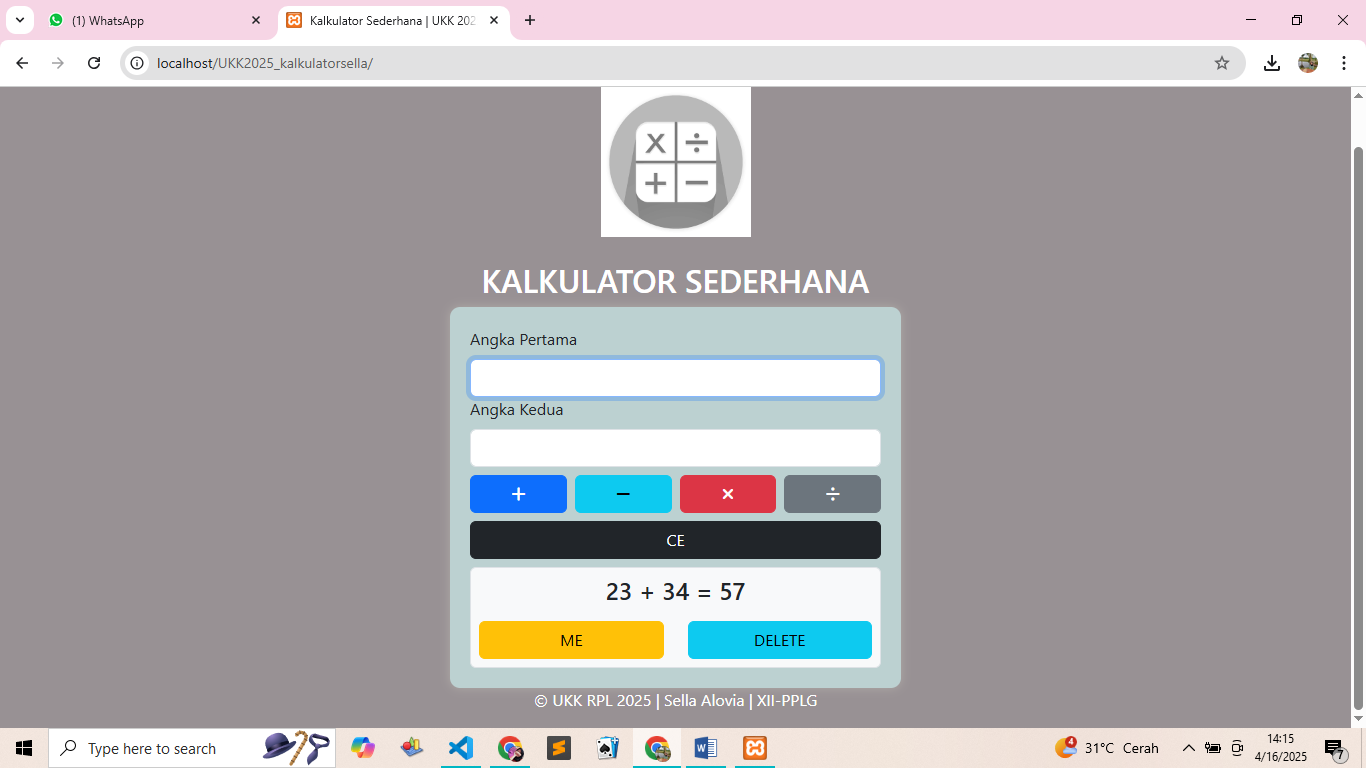 (1) WhatsApp
Kalkulator Sederhana | UKK 202
localhost/UKK2025_kalkulatorsella/
KALKULATOR SEDERHANA
Angka Pertama
Angka Kedua
+ − × ÷
CE
23 + 34 = 57
ME DELETE
© UKK RPL 2025 | Sella Alovia | XII-PPLG
Type here to search
4
31°C Cerah
14:15
4/16/2025
7